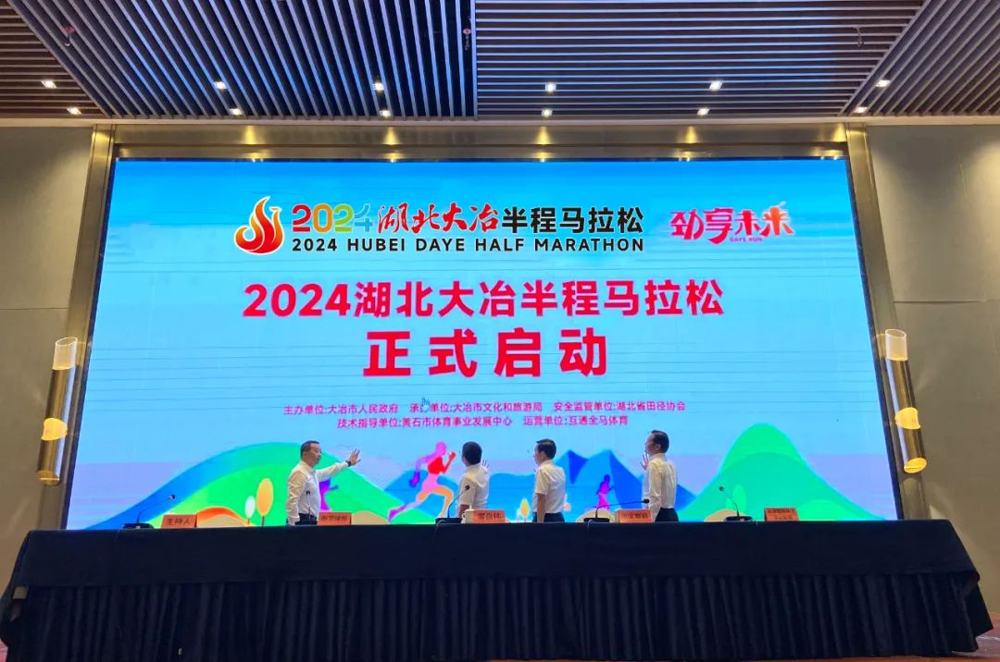 2024湖北大冶半程马拉松
2024 HUBEI DAYE HALF MARATHON
劲享未来
DAYE RUN
2024湖北大冶半程马拉松
正式启动
主办单位:大冶市人民政府 承 单位:大冶市文化和旅游局 安全监管单位:湖北省田径协会
技术指导单位:黄石市体育事业发展中心 运营单位:互通全马体育
主持人